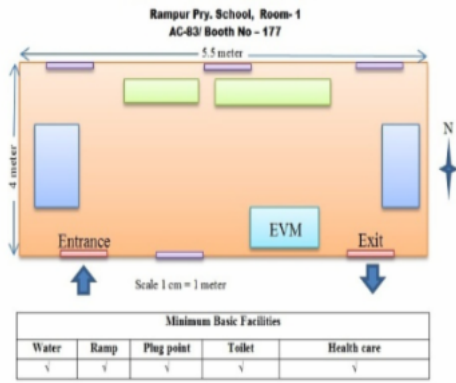 Rampur Pry. School, Room- 1
AC-83/ Booth No – 177
5.5 meter
4 meter
N
EVM
Entrance
Exit
Scale 1 cm = 1 meter
Minimum Basic Facilities
Water Ramp Plug point Toilet Health care
√ √ √ √ √